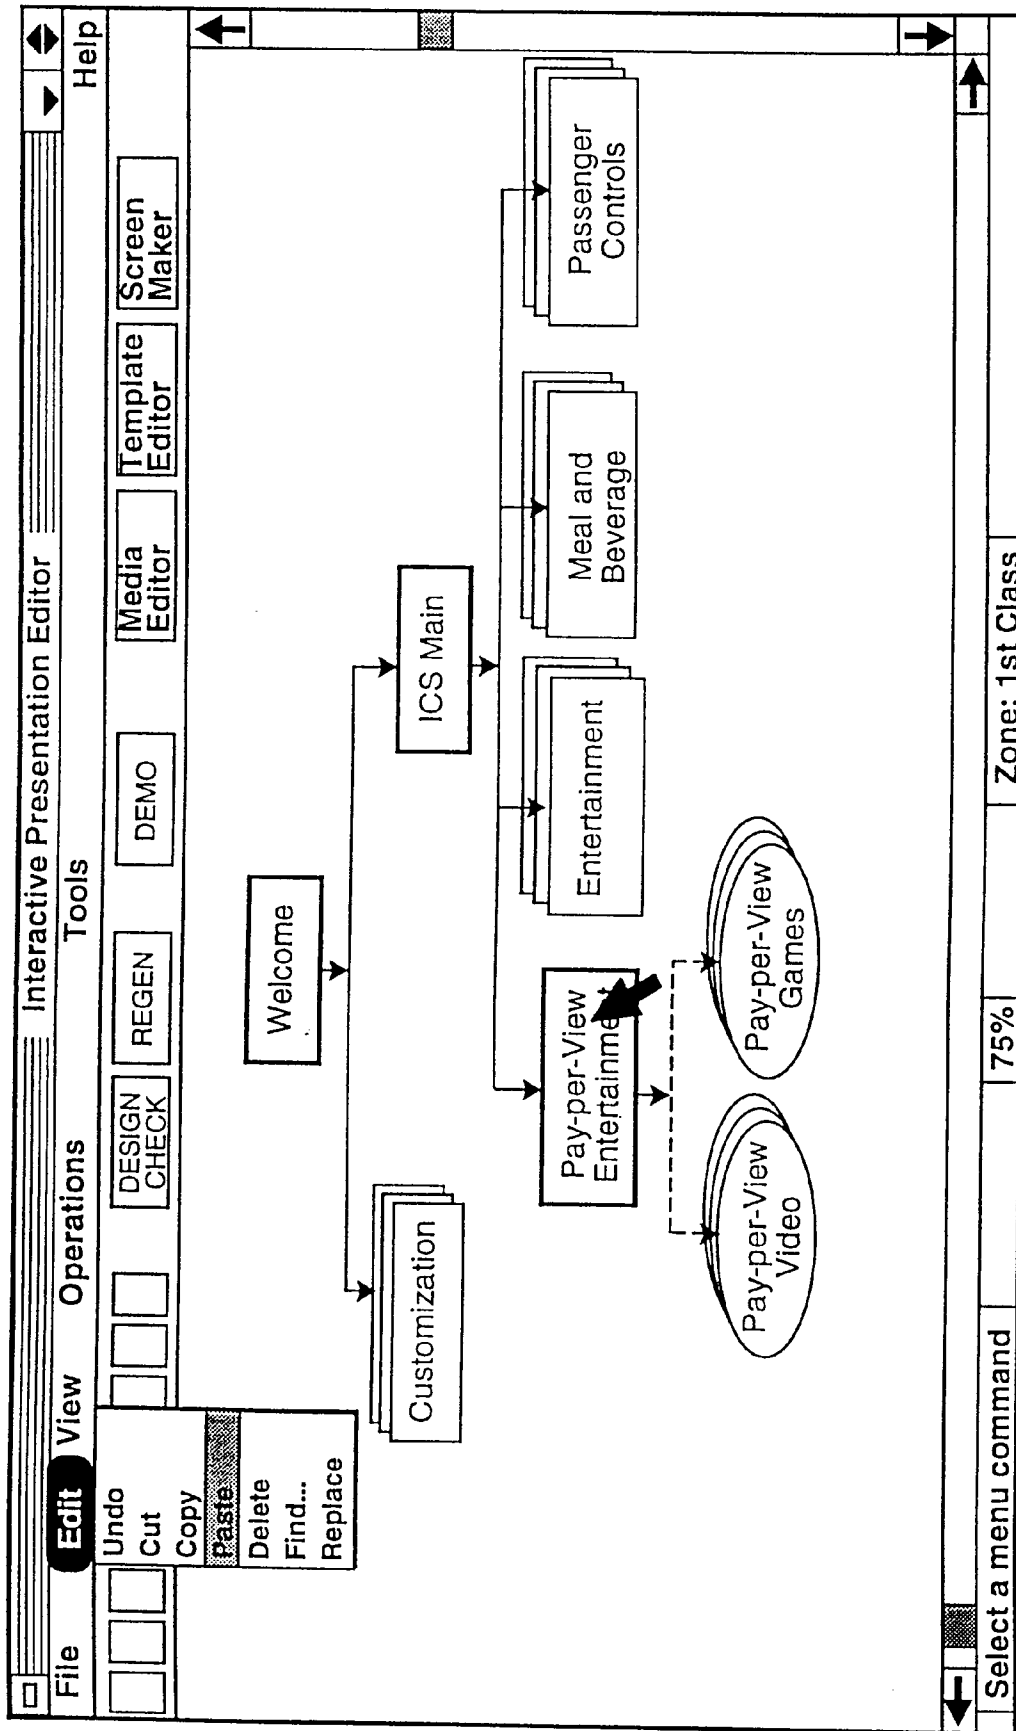 Interactive Presentation Editor
File Edit View Operations Tools Help
Undo
Cut
Copy
Paste
Delete
Find...
Replace
DESIGN
CHECK
REGEN
DEMO
Media
Editor
Template
Editor
Screen
Maker
Welcome
Customization
ICS Main
Pay-per-View
Entertainment
Entertainment
Meal and
Beverage
Passenger
Controls
Pay-per-View
Video
Pay-per-View
Games
Select a menu command
75%
Zone: 1st Class